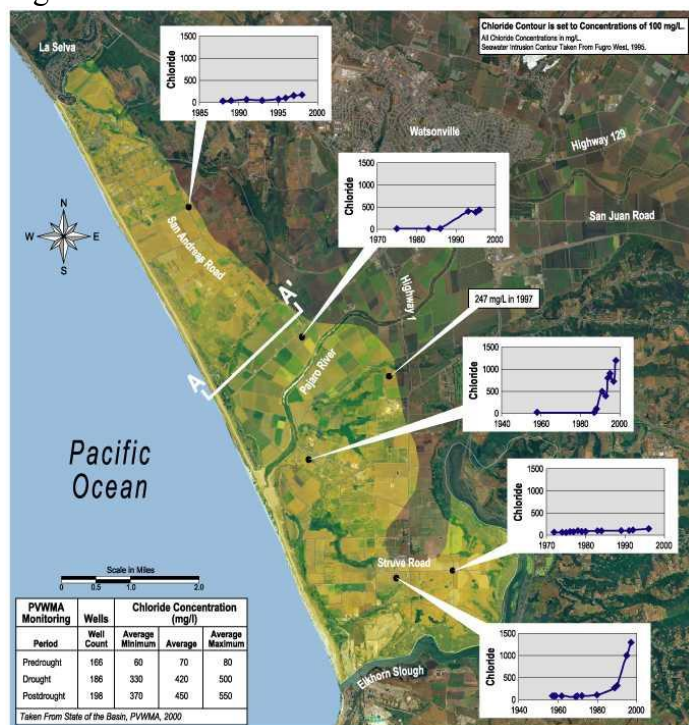 Chloride Contour is set to Concentrations of 100 mg/L.
All Chloride Concentrations in mg/L.
Seawater Intrusion Contour Taken From Fugro West, 1995.
La Selva
Chloride
1500
1000
500
0
1985 1990 1995 2000
Watsonville
Highway 129
Chloride
1500
1000
500
0
1970 1980 1990 2000
San Juan Road
N
W E
S
San Andreas Road
A'
A
Highway 1
247 mg/L in 1997
Pajaro River
Chloride
1500
1000
500
0
1940 1960 1980 2000
Pacific
Ocean
Chloride
1500
1000
500
0
1970 1980 1990 2000
Struve Road
Scale in Miles
0 0.5 1.0 2.0
Chloride
1500
1000
500
0
1940 1960 1980 2000
Elkhorn Slough
PVWMA Monitoring Wells Chloride Concentration (mg/l)
Period Well Count Average Minimum Average Average Maximum
Predrought 166 60 70 80
Drought 186 330 420 500
Postdrought 198 370 450 550
Taken From State of the Basin, PVWMA, 2000